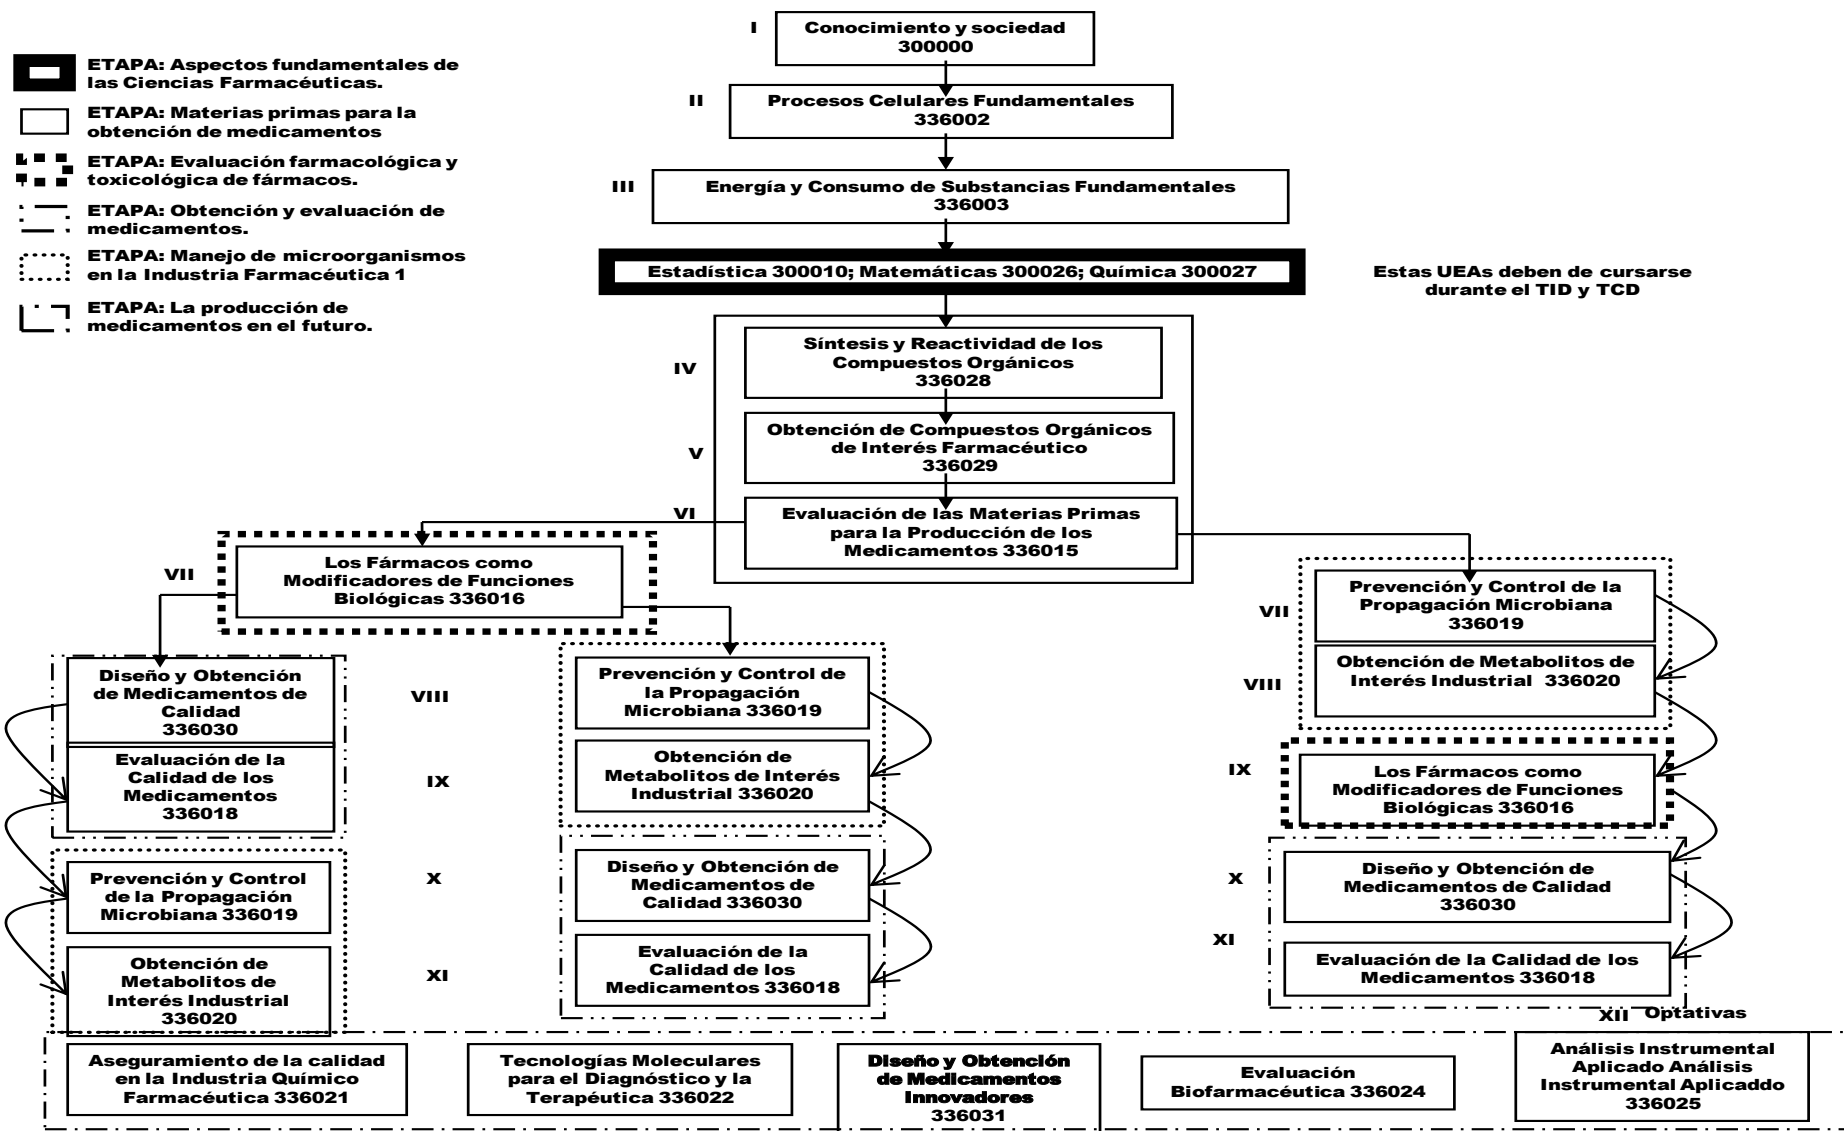 I
Conocimiento y sociedad
300000
ETAPA: Aspectos fundamentales de
las Ciencias Farmacéuticas.
ETAPA: Materias primas para la
obtención de medicamentos
ETAPA: Evaluación farmacológica y
toxicológica de fármacos.
ETAPA: Obtención y evaluación de
medicamentos.
ETAPA: Manejo de microorganismos
en la Industria Farmacéutica 1
ETAPA: La producción de
medicamentos en el futuro.
II
Procesos Celulares Fundamentales
336002
III
Energía y Consumo de Substancias Fundamentales
336003
Estadística 300010; Matemáticas 300026; Química 300027
Estas UEAs deben de cursarse
durante el TID y TCD
IV
Síntesis y Reactividad de los
Compuestos Orgánicos
336028
V
Obtención de Compuestos Orgánicos
de Interés Farmacéutico
336029
VI
Evaluación de las Materias Primas
para la Producción de los
Medicamentos 336015
VII
Los Fármacos como
Modificadores de Funciones
Biológicas 336016
Diseño y Obtención
de Medicamentos de
Calidad
336030
Evaluación de la
Calidad de los
Medicamentos
336018
Prevención y Control
de la Propagación
Microbiana 336019
Obtención de
Metabolitos de
Interés Industrial
336020
VIII
IX
X
XI
Prevención y Control de
la Propagación
Microbiana 336019
Obtención de
Metabolitos de Interés
Industrial 336020
Diseño y Obtención de
Medicamentos de
Calidad 336030
Evaluación de la
Calidad de los
Medicamentos 336018
VII
Prevención y Control de la
Propagación Microbiana
336019
VIII
Obtención de Metabolitos de
Interés Industrial 336020
IX
Los Fármacos como
Modificadores de Funciones
Biológicas 336016
X
Diseño y Obtención de
Medicamentos de Calidad
336030
XI
Evaluación de la Calidad de los
Medicamentos 336018
XII Optativas
Aseguramiento de la calidad
en la Industria Químico
Farmacéutica 336021
Tecnologías Moleculares
para el Diagnóstico y la
Terapéutica 336022
Diseño y Obtención
de Medicamentos
Innovadores
336031
Evaluación
Biofarmacéutica 336024
Análisis Instrumental
Aplicado Análisis
Instrumental Aplicaddo
336025